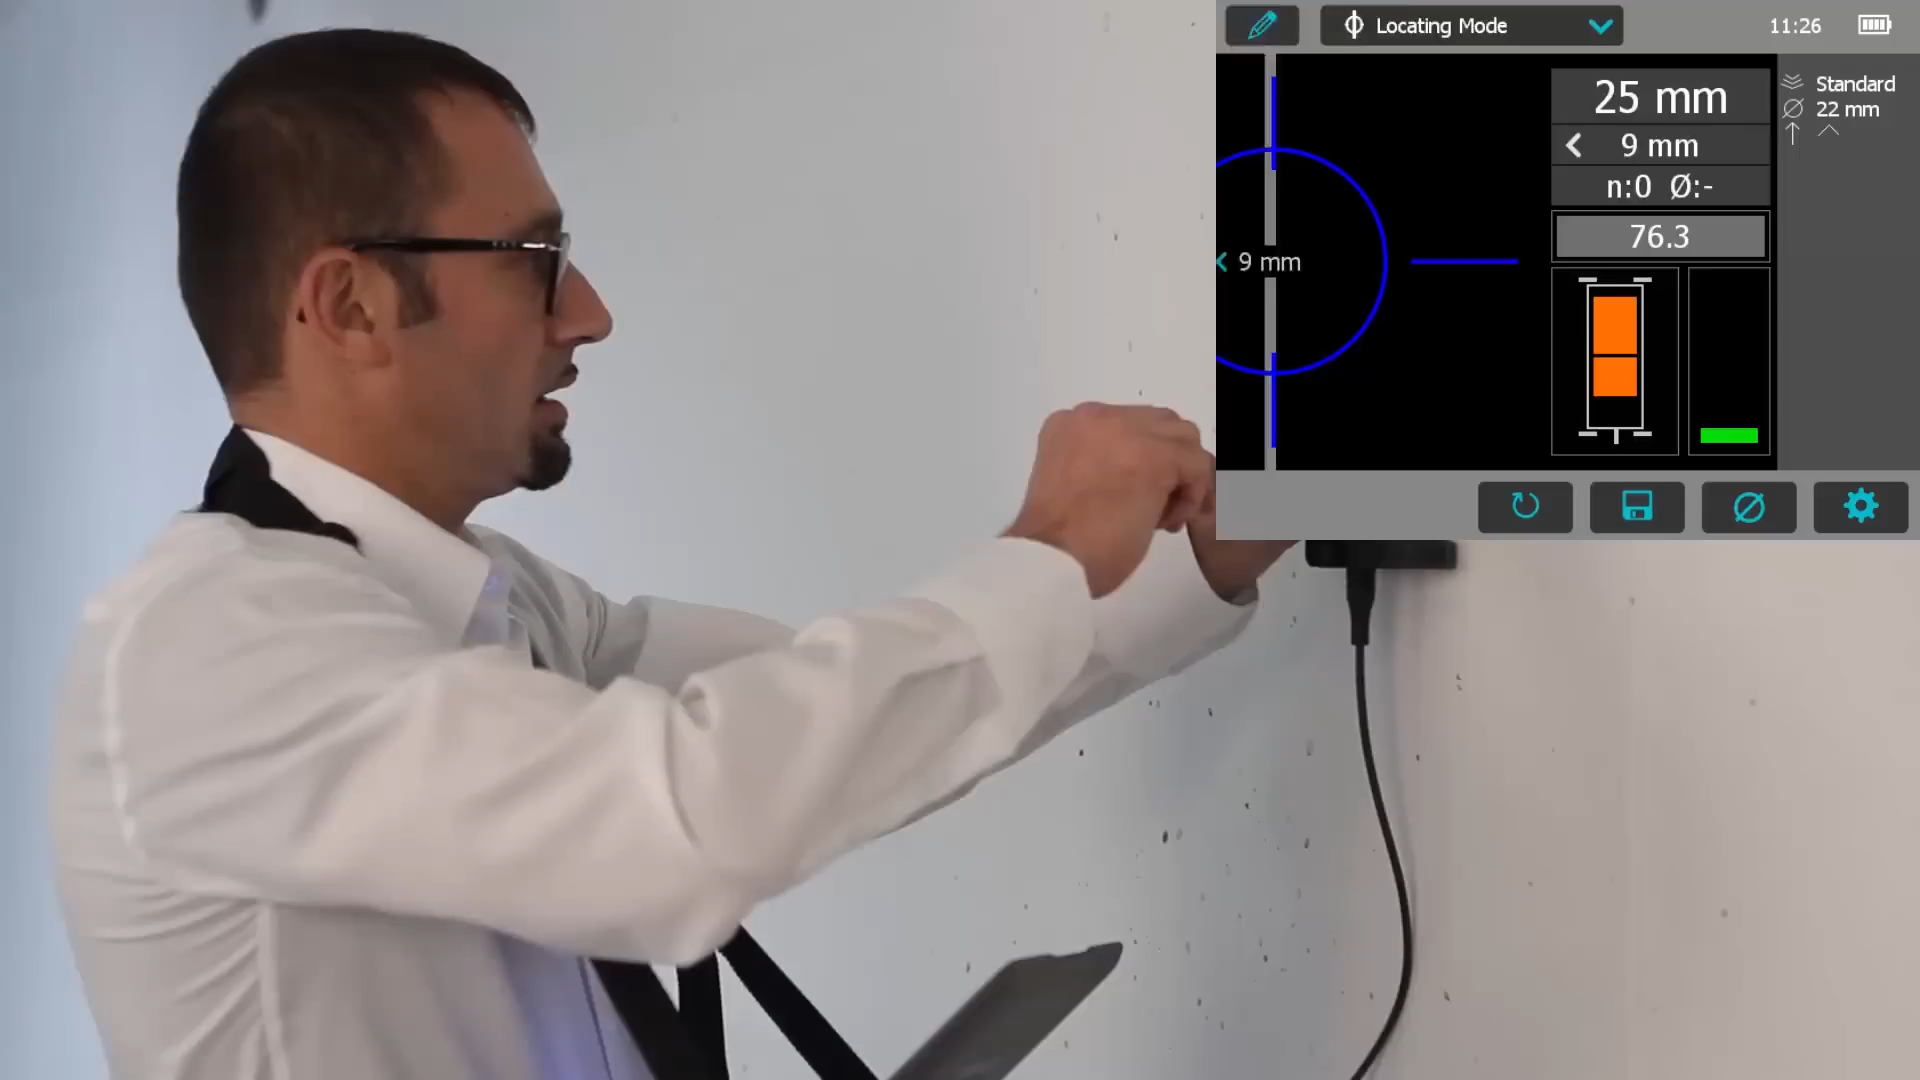 Locating Mode
11:26
25 mm
9 mm
n:0 Ø:-
76.3
Standard
22 mm
9 mm